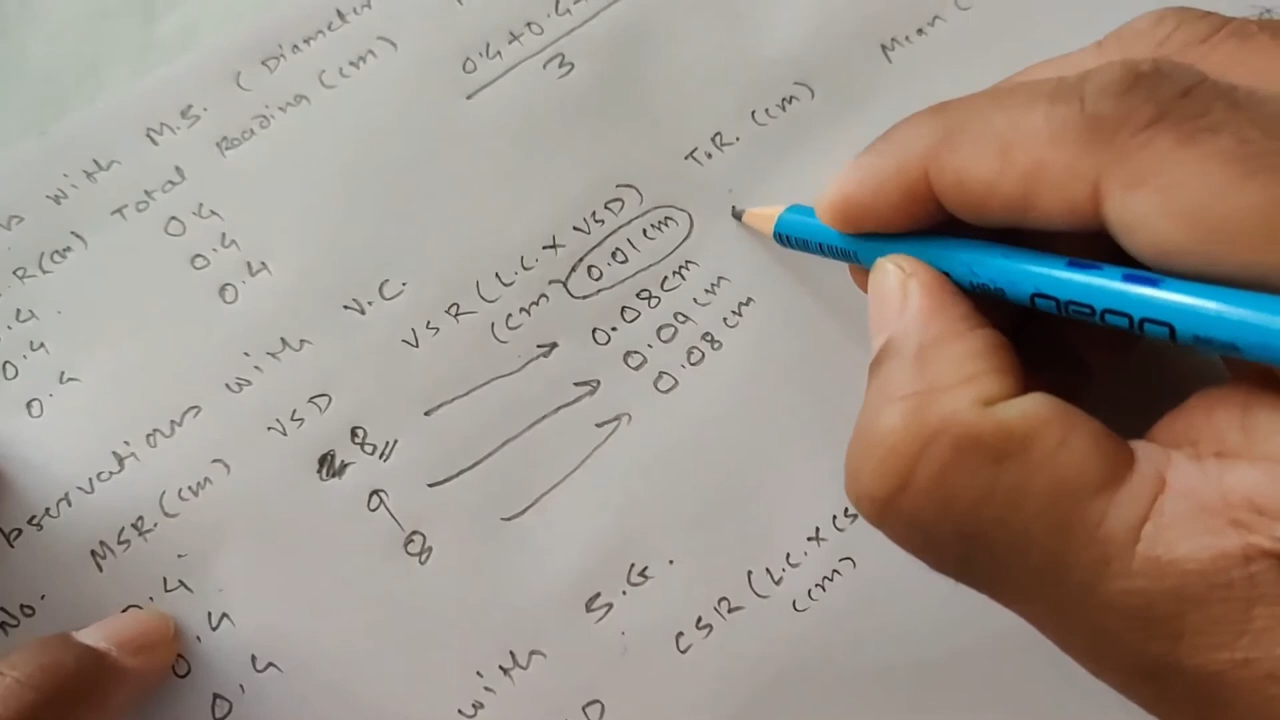 with M.S. (Diameter
R(cm) Total Reading (cm)
0.4 0.4
0.4 0.4
0.4 0.4
0.4+0.4
3
bservations with V.C.
No. MSR.(cm) VSD VSR (L.C. X VSD) T.R. (cm) Mean (
(cm) 0.01 cm
0.4 8 0.08 cm
0.4 9 0.09 cm
0.4 8 0.08 cm
with S.G.
CSR (L.C. X CS
(cm)
neon